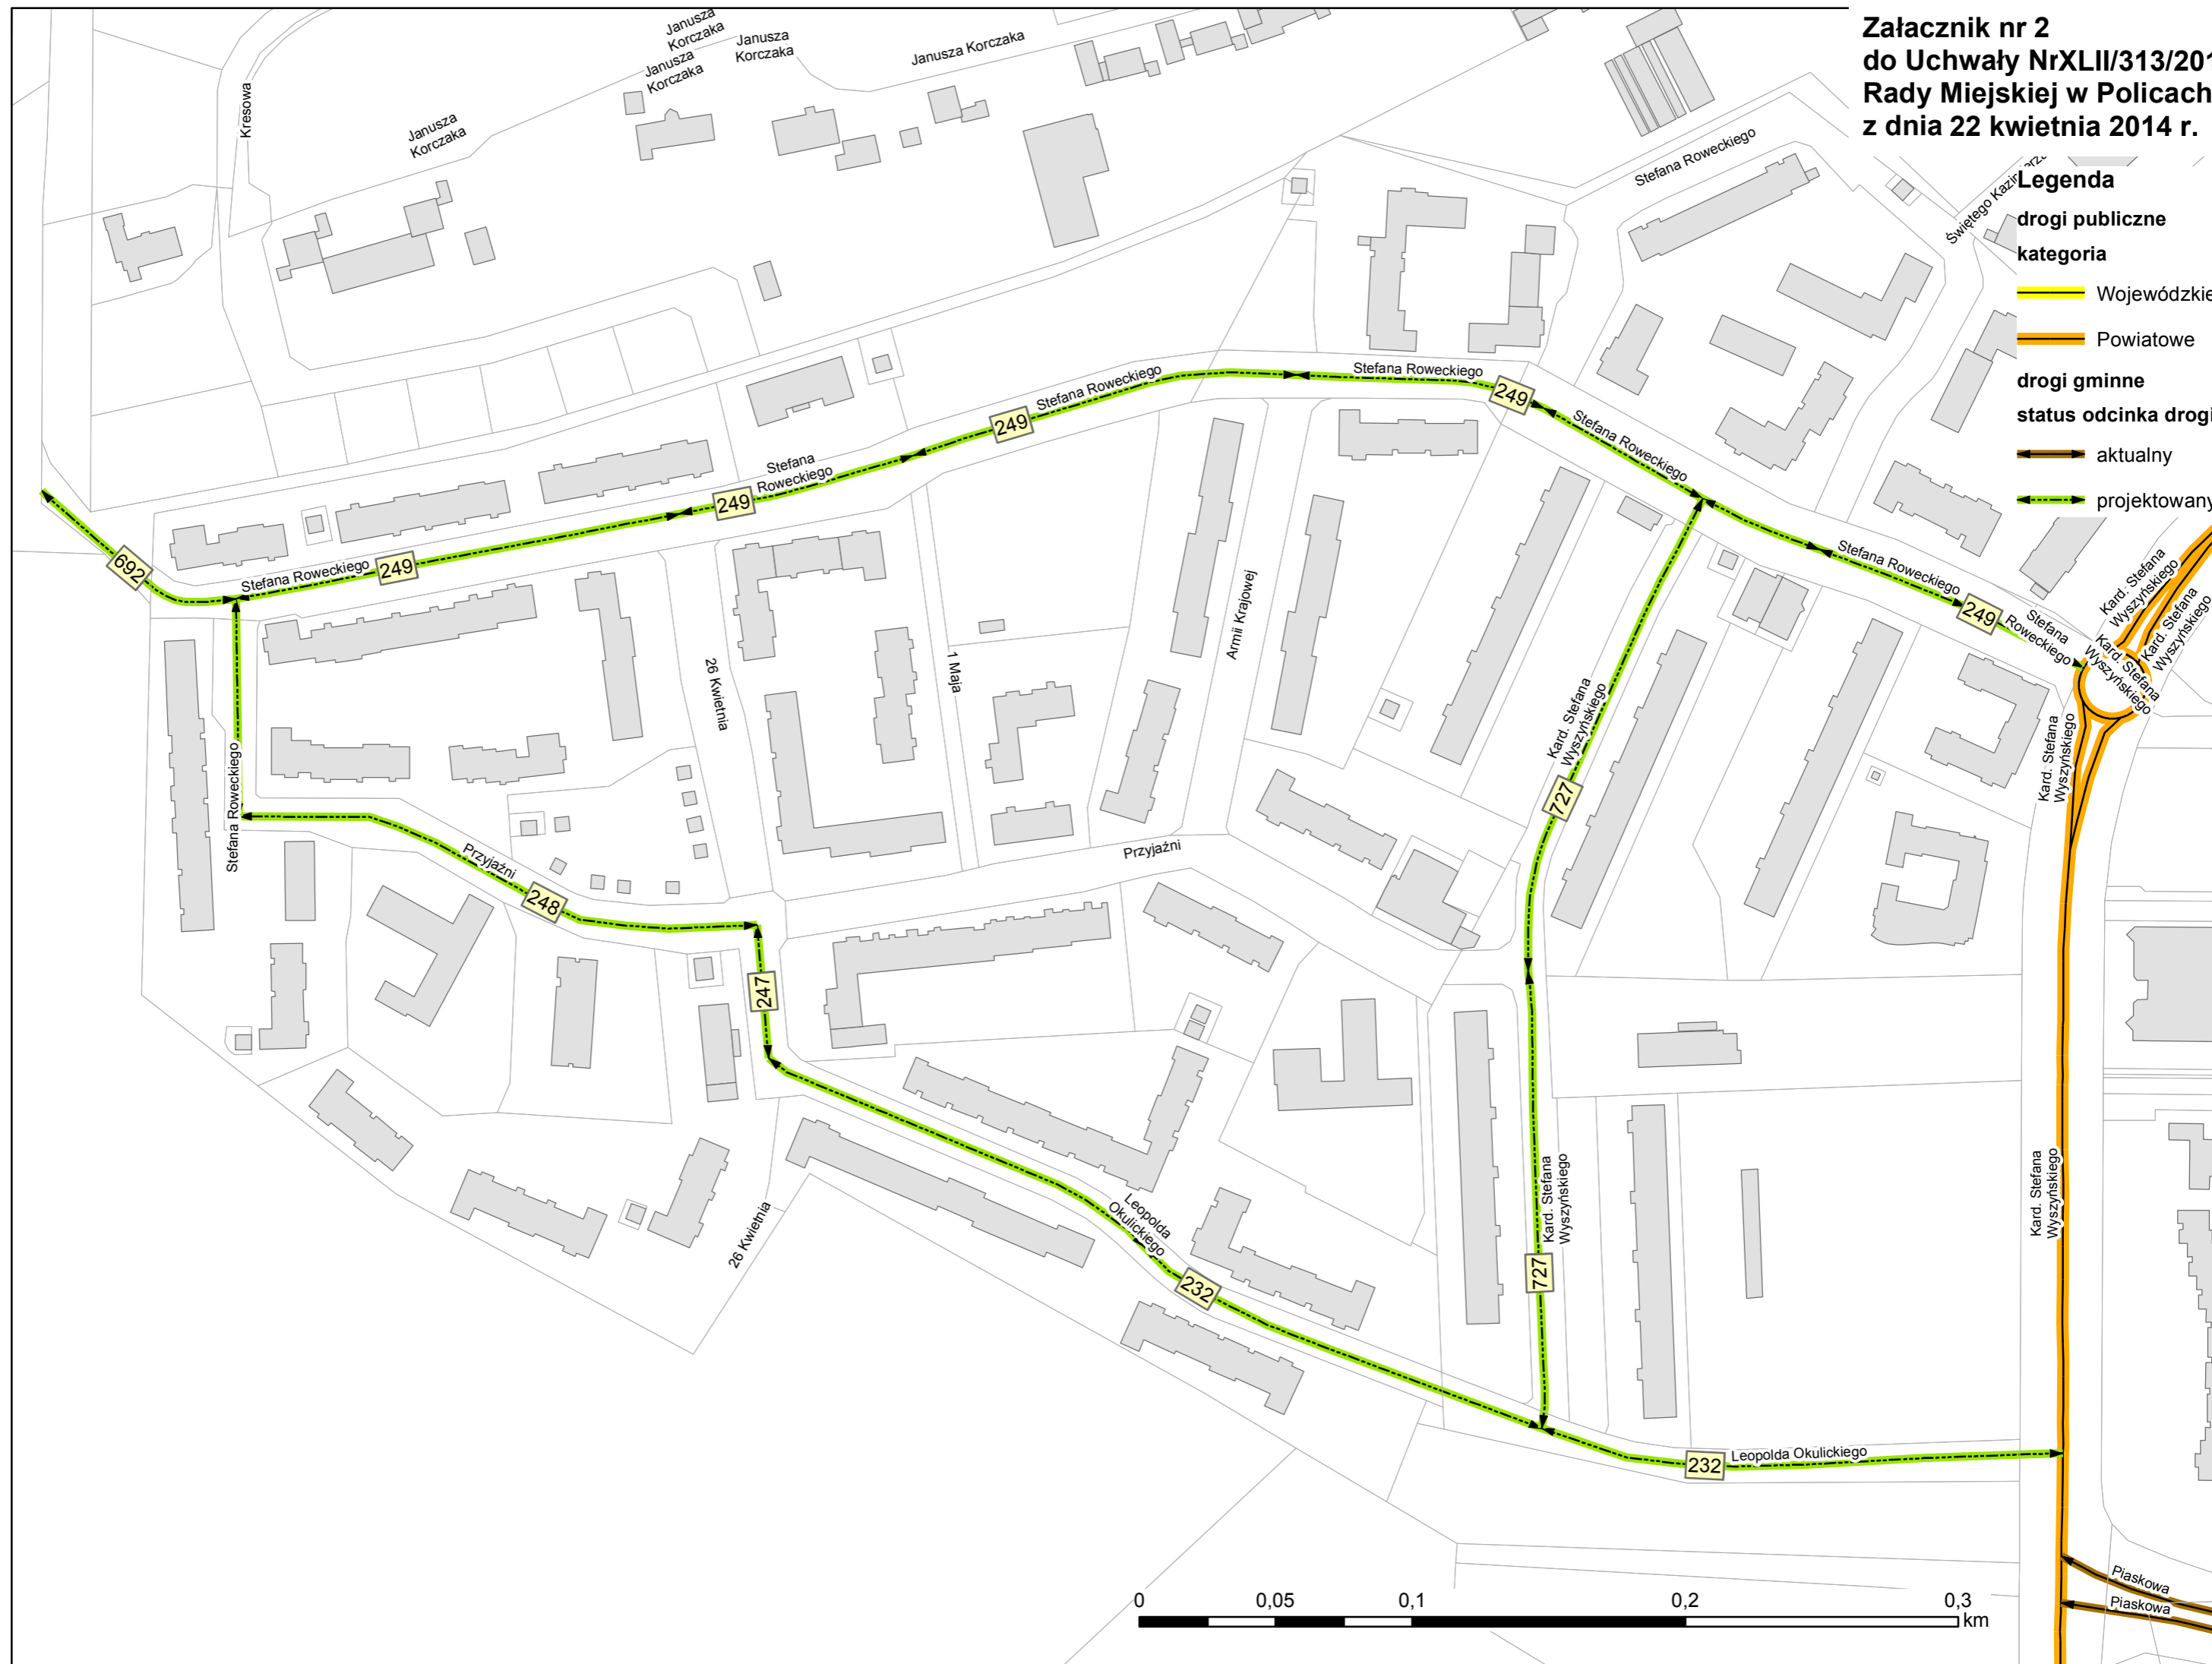 Załacznik nr 2
do Uchwały NrXLII/313/201
Rady Miejskiej w Policach
z dnia 22 kwietnia 2014 r.
Legenda
drogi publiczne
kategoria
Wojewódzkie
Powiatowe
drogi gminne
status odcinka drogi
aktualny
projektowany
Janusza
Korczaka
Janusza
Korczaka
Janusza
Korczaka
Janusza Korczaka
Janusza
Korczaka
Kresowa
Stefana Roweckiego
Świętego
Stefana Roweckiego
Stefana Roweckiego
249
249
Stefana Roweckiego
Stefana
Roweckiego
249
692
Stefana Roweckiego
249
Stefana Roweckiego
249
Stefana
Roweckiego
Kard. Stefana
Wyszyńskiego
Kard. Stefana
Wyszyńskiego
Kard. Stefana
Wyszyńskiego
Kard. Stefana
Wyszyńskiego
26 Kwietnia
1 Maja
Armii Krajowej
Kard. Stefana
Wyszyńskiego
727
Stefana Roweckiego
Przyjaźni
Przyjaźni
248
247
26 Kwietnia
Leopolda
Okulickiego
232
Kard. Stefana
Wyszyńskiego
727
Kard. Stefana
Wyszyńskiego
232
Leopolda Okulickiego
Piaskowa
Piaskowa
0 0,05 0,1 0,2 0,3
km